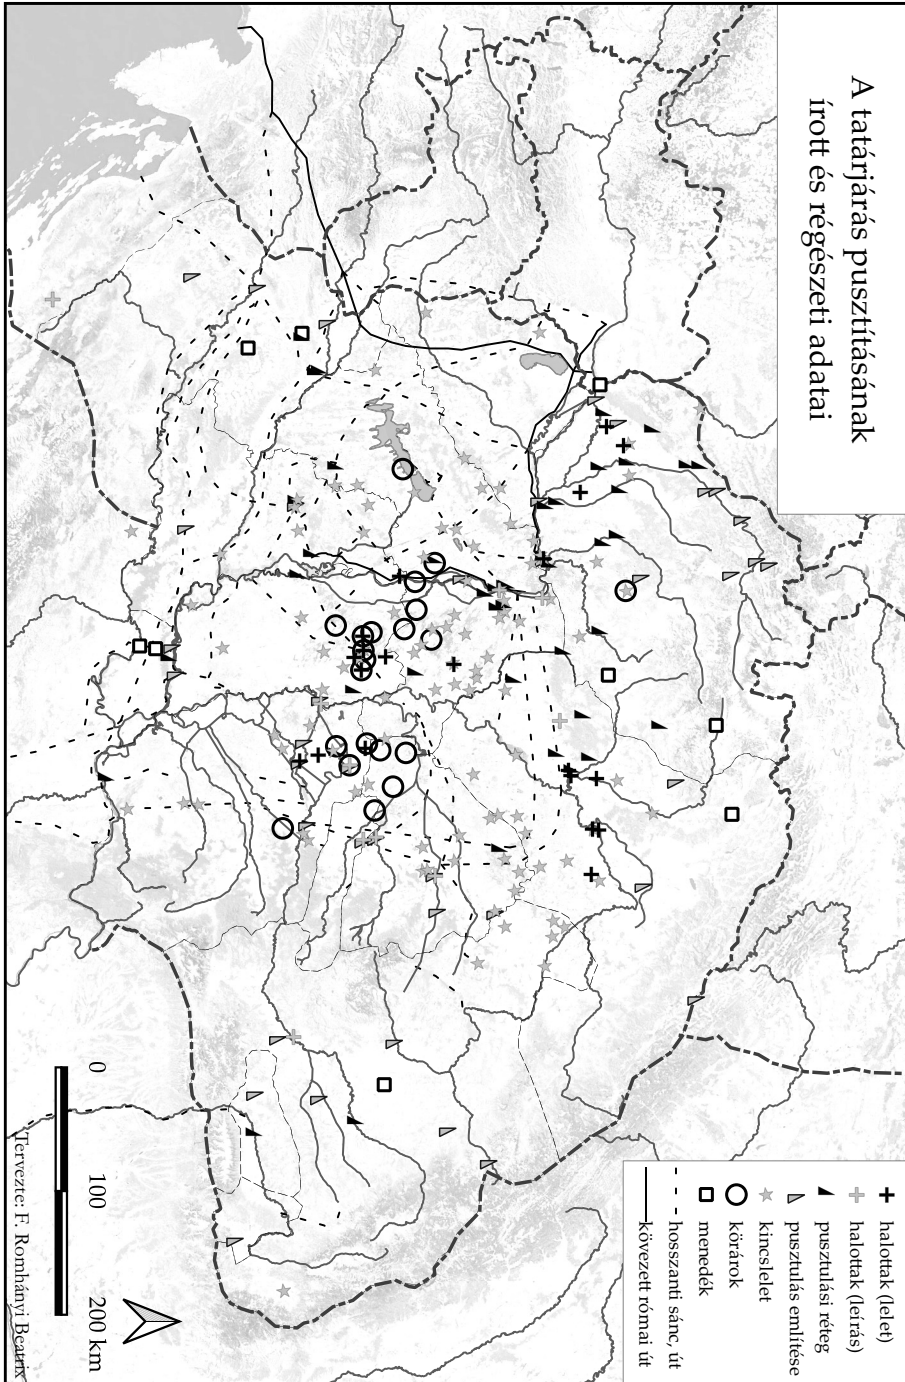 A tatárjárás pusztításának
írott és régészeti adatai
halottak (lelet)
halottak (leírás)
pusztulási réteg
pusztulás említése
kincslelet
körárok
menedék
hosszanti sánc, út
kövezett római út
0 100 200 km
Tervezte: F. Romhányi Beatrix